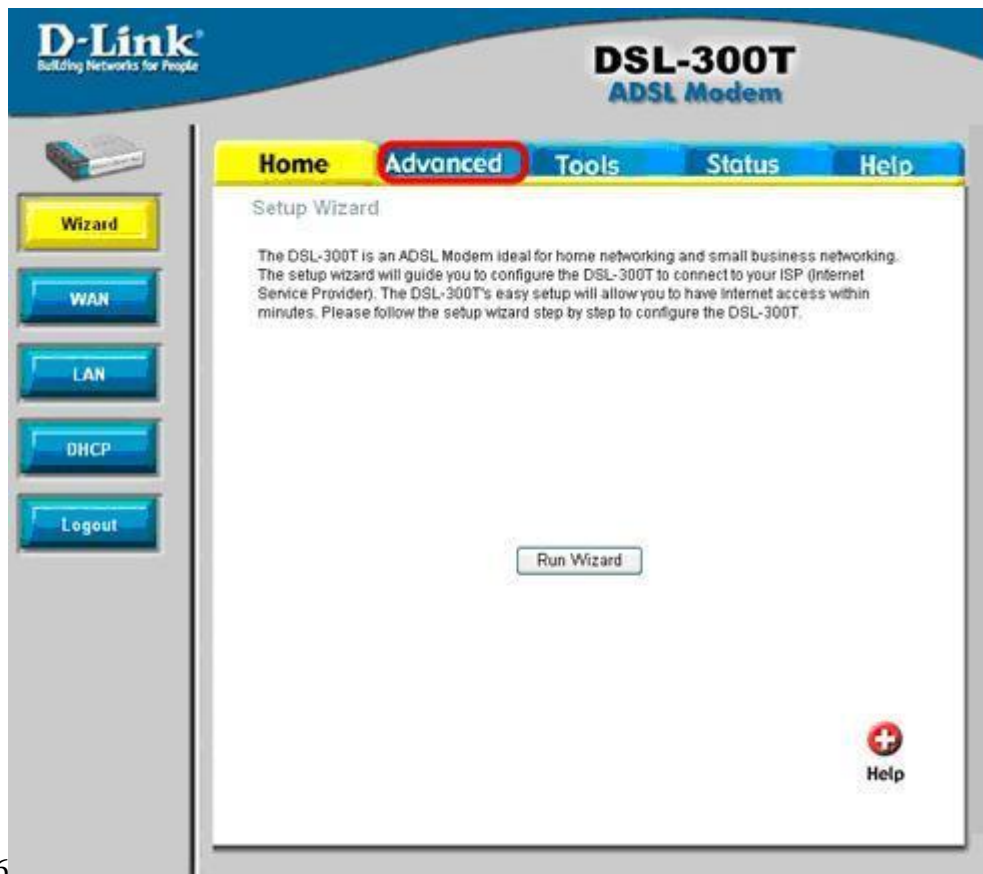 D-Link
Building Networks for People
DSL-300T
ADSL Modem
Home Advanced Tools Status Help
Wizard
WAN
LAN
DHCP
Logout
Setup Wizard
The DSL-300T is an ADSL Modem ideal for home networking and small business networking.
The setup wizard will guide you to configure the DSL-300T to connect to your ISP (Internet
Service Provider). The DSL-300T's easy setup will allow you to have Internet access within
minutes. Please follow the setup wizard step by step to configure the DSL-300T.
Run Wizard
Help